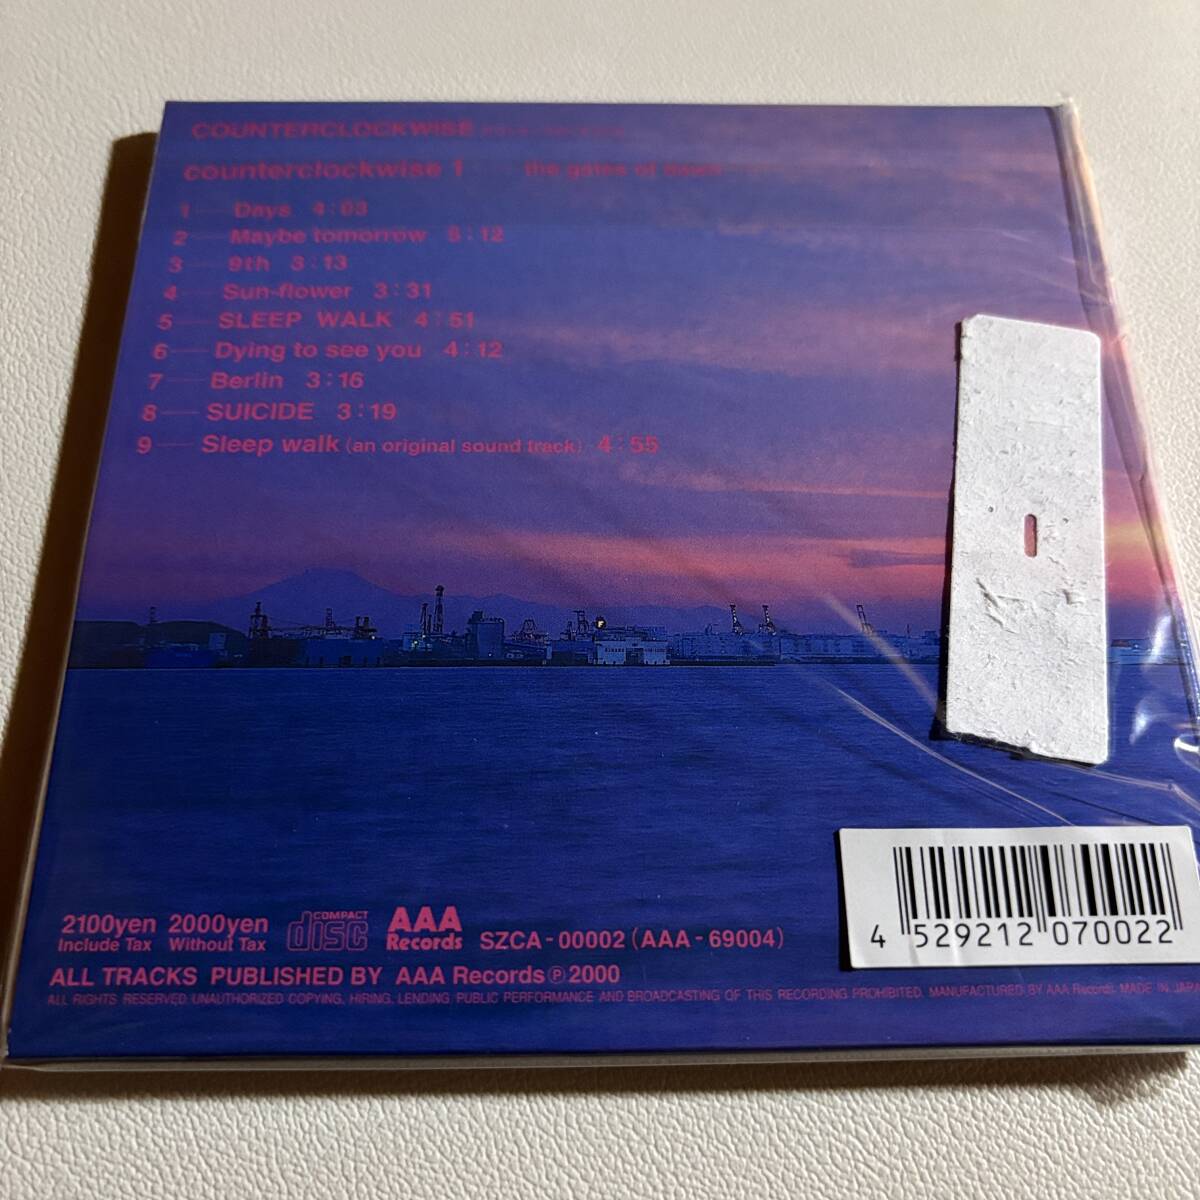 COUNTERCLOCKWISE
counterclockwise 1 the gates of dawn
1 Days 4:03
2 Maybe tomorrow 5:12
3 9th 3:13
4 Sun-flower 3:31
5 SLEEP WALK 4:51
6 Dying to see you 4:12
7 Berlin 3:16
8 SUICIDE 3:19
9 Sleep walk (an original sound track) 4:55
2100yen 2000yen
Include Tax Without Tax
COMPACT
disc
AAA
Records
SZCA-00002 (AAA-69004)
4 529212 070022
ALL TRACKS PUBLISHED BY AAA Records Ⓟ 2000
ALL RIGHTS RESERVED. UNAUTHORIZED COPYING, HIRING, LENDING, PUBLIC PERFORMANCE AND BROADCASTING OF THIS RECORDING PROHIBITED. MANUFACTURED BY AAA Records. MADE IN JAPA